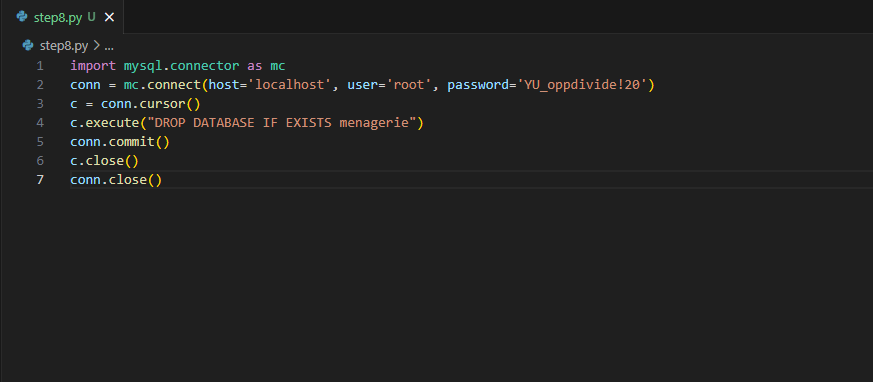 step8.py U
step8.py > ...
1 import mysql.connector as mc
2 conn = mc.connect(host='localhost', user='root', password='YU_oppdivide!20')
3 c = conn.cursor()
4 c.execute("DROP DATABASE IF EXISTS menagerie")
5 conn.commit()
6 c.close()
7 conn.close()